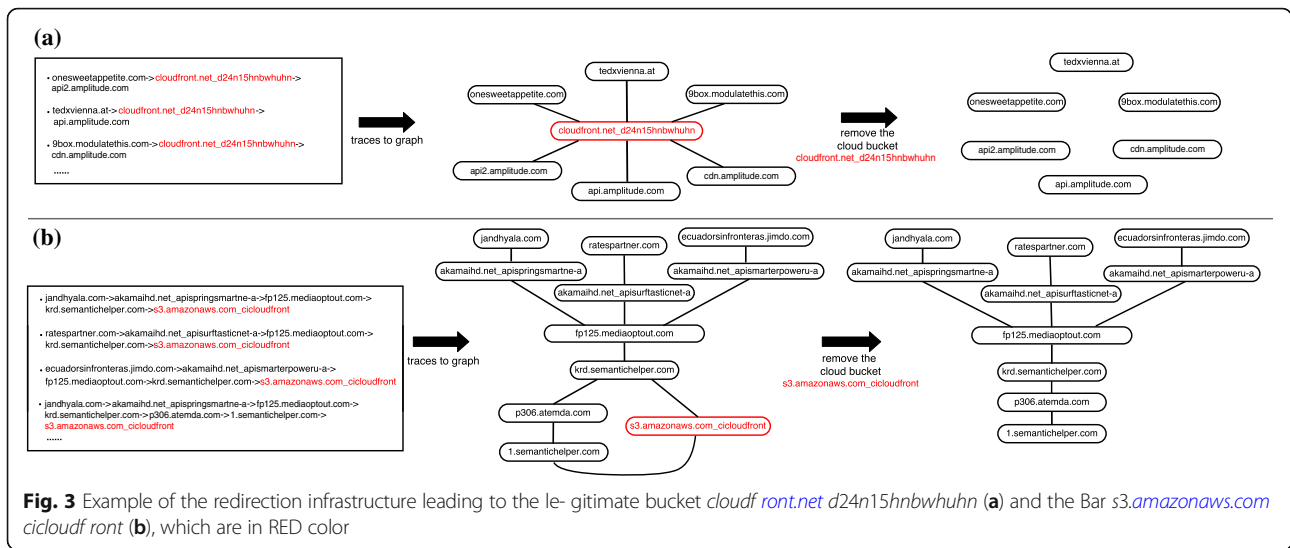 (a)
• onesweetappetite.com->cloudfront.net_d24n15hnbwhuhn->
api2.amplitude.com
• tedxvienna.at->cloudfront.net_d24n15hnbwhuhn->
api.amplitude.com
• 9box.modulatethis.com->cloudfront.net_d24n15hnbwhuhn->
cdn.amplitude.com
......
traces to graph
tedxvienna.at
onesweetappetite.com
9box.modulatethis.com
cloudfront.net_d24n15hnbwhuhn
api2.amplitude.com
cdn.amplitude.com
api.amplitude.com
remove the
cloud bucket
cloudfront.net_d24n15hnbwhuhn
tedxvienna.at
onesweetappetite.com
9box.modulatethis.com
api2.amplitude.com
cdn.amplitude.com
api.amplitude.com
(b)
• jandhyala.com->akamaihd.net_apispringsmartne-a->fp125.mediaoptout.com->
krd.semantichelper.com->s3.amazonaws.com_cicloudfront
• ratespartner.com->akamaihd.net_apisurftasticnet-a->fp125.mediaoptout.com->
krd.semantichelper.com->s3.amazonaws.com_cicloudfront
• ecuadorsinfronteras.jimdo.com->akamaihd.net_apismarterpoweru-a->
fp125.mediaoptout.com->krd.semantichelper.com->s3.amazonaws.com_cicloudfront
• jandhyala.com->akamaihd.net_apispringsmartne-a->fp125.mediaoptout.com->
krd.semantichelper.com->p306.atemda.com->1.semantichelper.com->
s3.amazonaws.com_cicloudfront
......
traces to graph
jandhyala.com
ratespartner.com
ecuadorsinfronteras.jimdo.com
akamaihd.net_apispringsmartne-a
akamaihd.net_apismarterpoweru-a
akamaihd.net_apisurftasticnet-a
fp125.mediaoptout.com
krd.semantichelper.com
p306.atemda.com
s3.amazonaws.com_cicloudfront
1.semantichelper.com
remove the
cloud bucket
s3.amazonaws.com_cicloudfront
jandhyala.com
ratespartner.com
ecuadorsinfronteras.jimdo.com
akamaihd.net_apispringsmartne-a
akamaihd.net_apismarterpoweru-a
akamaihd.net_apisurftasticnet-a
fp125.mediaoptout.com
krd.semantichelper.com
p306.atemda.com
1.semantichelper.com
Fig. 3 Example of the redirection infrastructure leading to the le- gitimate bucket cloudf ront.net d24n15hnbwhuhn (a) and the Bar s3.amazonaws.com
cicloudf ront (b), which are in RED color